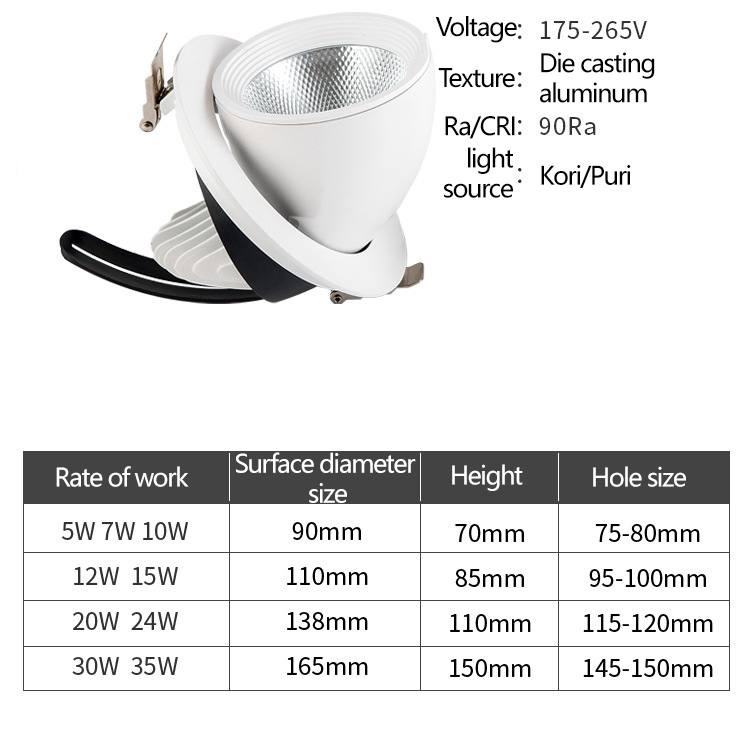 Voltage: 175-265V
Texture: Die casting
aluminum
Ra/CRI: 90Ra
light
source : Kori/Puri
Rate of work Surface diameter
size Height Hole size
5W 7W 10W 90mm 70mm 75-80mm
12W 15W 110mm 85mm 95-100mm
20W 24W 138mm 110mm 115-120mm
30W 35W 165mm 150mm 145-150mm